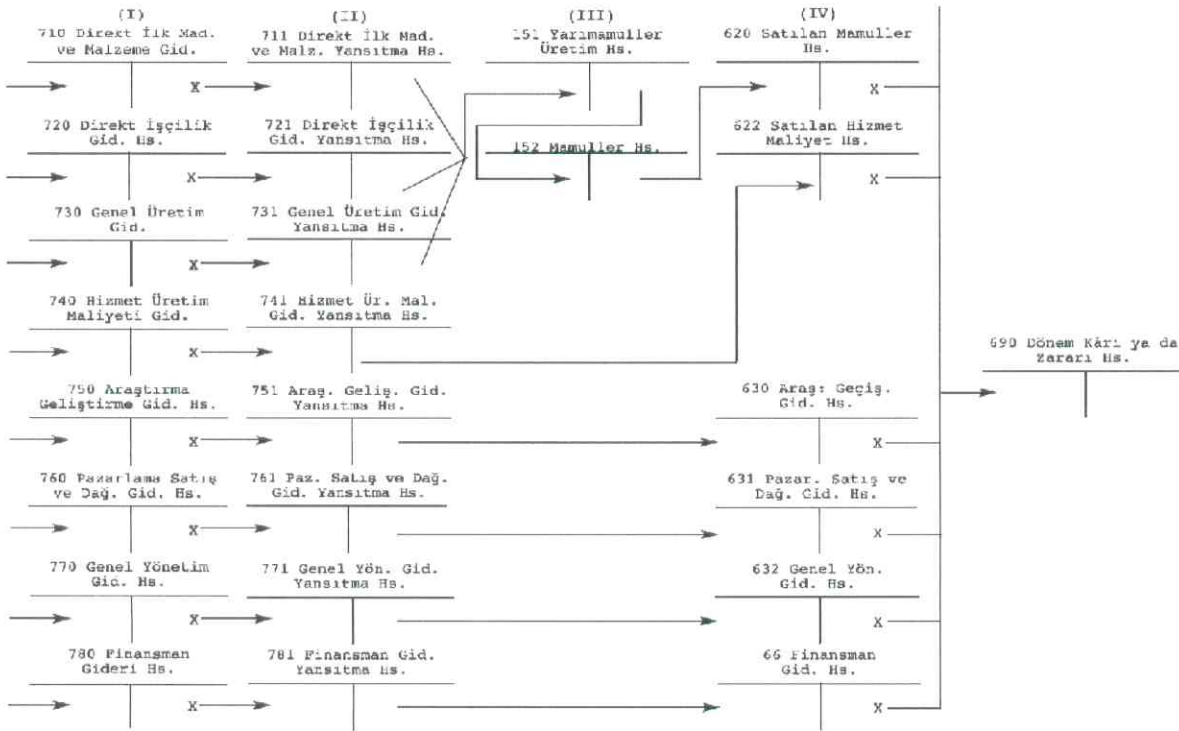 (I)
710 Direkt İlk Mad.
ve Malzeme Gid.
X
720 Direkt İşçilik
Gid. Hs.
X
730 Genel Üretim
Gid.
X
740 Hizmet Üretim
Maliyeti Gid.
X
750 Araştırma
Geliştirme Gid. Hs.
X
760 Pazarlama Satış
ve Dağ. Gid. Hs.
X
770 Genel Yönetim
Gid. Hs.
X
780 Finansman
Gideri Hs.
X
(II)
711 Direkt İlk Mad.
ve Malz. Yansıtma Hs.
721 Direkt İşçilik
Gid. Yansıtma Hs.
731 Genel Üretim Gid.
Yansıtma Hs.
741 Hizmet Ür. Mal.
Gid. Yansıtma Hs.
751 Araş. Geliş. Gid.
Yansıtma Hs.
761 Paz. Satış ve Dağ.
Gid. Yansıtma Hs.
771 Genel Yön. Gid.
Yansıtma Hs.
781 Finansman Gid.
Yansıtma Hs.
(III)
151 Yarımamuller
Üretim Hs.
152 Mamuller Hs.
(IV)
620 Satılan Mamuller
Hs.
X
622 Satılan Hizmet
Maliyet Hs.
X
630 Araş: Geçiş.
Gid. Hs.
X
631 Pazar. Satış ve
Dağ. Gid. Hs.
X
632 Genel Yön.
Gid. Hs.
X
66 Finansman
Gid. Hs.
X
690 Dönem Kârı ya da
Zararı Hs.